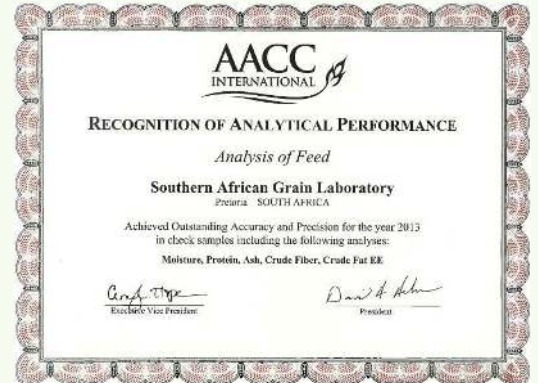 AACC
INTERNATIONAL
RECOGNITION OF ANALYTICAL PERFORMANCE
Analysis of Feed
Southern African Grain Laboratory
Pretoria SOUTH AFRICA
Achieved Outstanding Accuracy and Precision for the year 2013
in check samples including the following analyses:
Moisture, Protein, Ash, Crude Fiber, Crude Fat EE
Executive Vice President
President